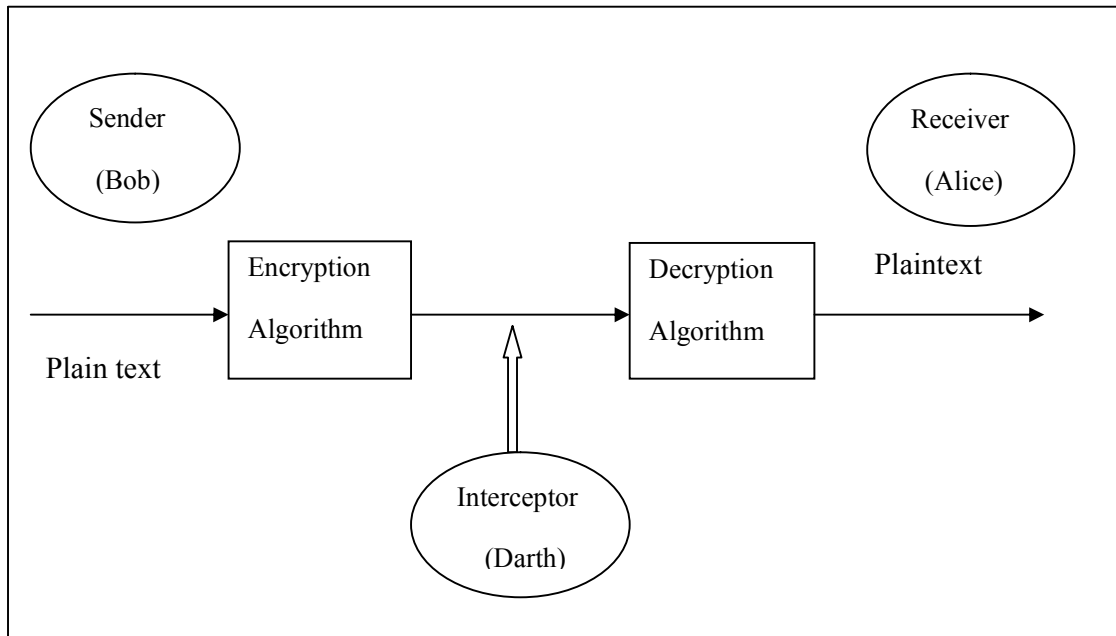 Sender
(Bob)
Receiver
(Alice)
Encryption
Algorithm
Decryption
Algorithm
Plaintext
Plain text
Interceptor
(Darth)